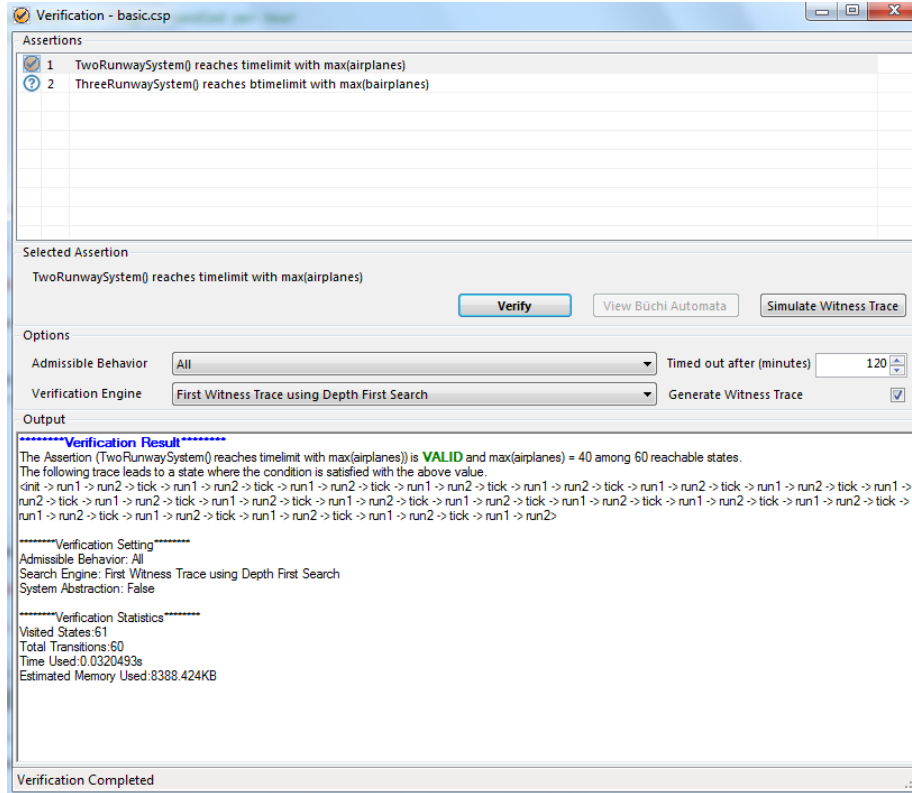 Verification - basic.csp
Assertions
1 TwoRunwaySystem() reaches timelimit with max(airplanes)
2 ThreeRunwaySystem() reaches btimelimit with max(bairplanes)
Selected Assertion
TwoRunwaySystem() reaches timelimit with max(airplanes)
Verify
View Büchi Automata
Simulate Witness Trace
Options
Admissible Behavior All Timed out after (minutes) 120
Verification Engine First Witness Trace using Depth First Search Generate Witness Trace
Output
********Verification Result********
The Assertion (TwoRunwaySystem() reaches timelimit with max(airplanes)) is VALID and max(airplanes) = 40 among 60 reachable states.
The following trace leads to a state where the condition is satisfied with the above value.
<init -> run1 -> run2 -> tick -> run1 -> run2 -> tick -> run1 -> run2 -> tick -> run1 -> run2 -> tick -> run1 -> run2 -> tick -> run1 -> run2 -> tick -> run1 -> run2 -> tick -> run1 ->
run2 -> tick -> run1 -> run2 -> tick -> run1 -> run2 -> tick -> run1 -> run2 -> tick -> run1 -> run2 -> tick -> run1 -> run2 -> tick -> run1 -> run2 -> tick -> run1 -> run2 -> tick ->
run1 -> run2 -> tick -> run1 -> run2 -> tick -> run1 -> run2 -> tick -> run1 -> run2 -> tick -> run1 -> run2>
********Verification Setting********
Admissible Behavior: All
Search Engine: First Witness Trace using Depth First Search
System Abstraction: False
********Verification Statistics********
Visited States:61
Total Transitions:60
Time Used:0.0320493s
Estimated Memory Used:8388.424KB
Verification Completed